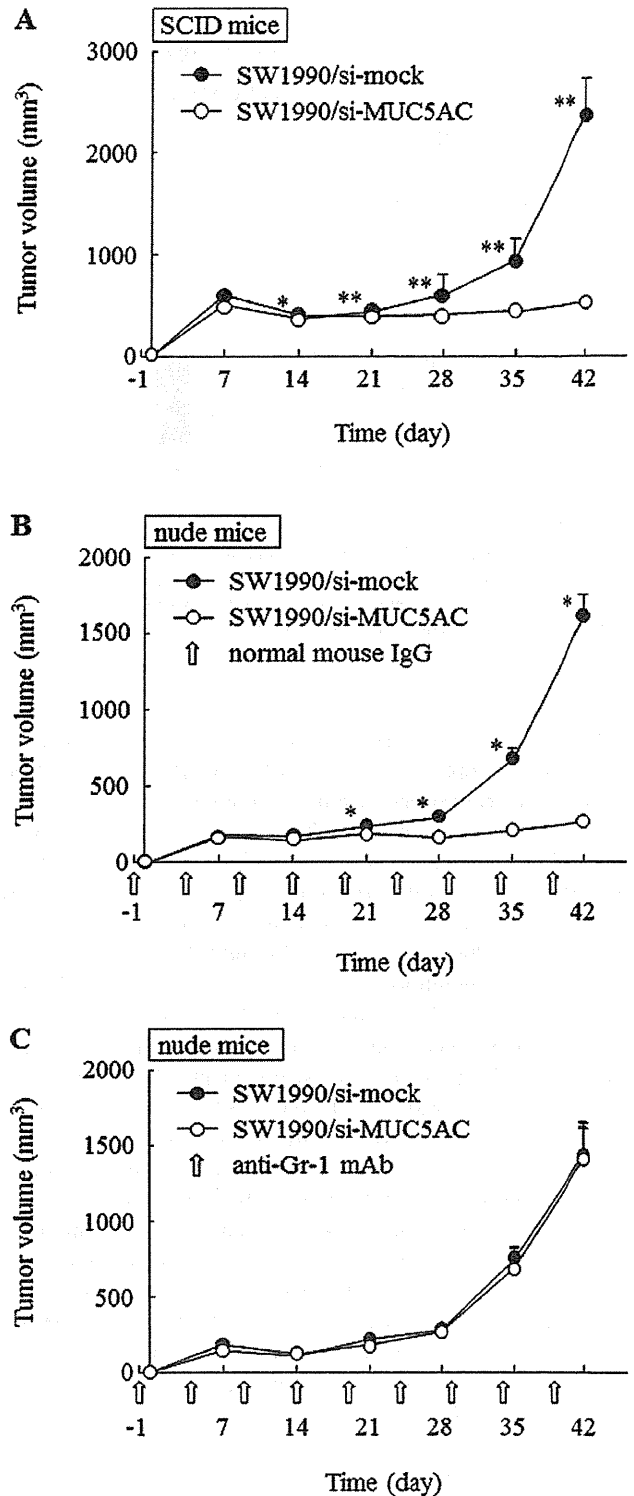 A
SCID mice
3000
SW1990/si-mock
SW1990/si-MUC5AC
**
2000
Tumor volume (mm³)
1000
* ** ** **
0
-1 7 14 21 28 35 42
Time (day)
B
nude mice
2000
SW1990/si-mock
SW1990/si-MUC5AC
⇧ normal mouse IgG
*
1500
Tumor volume (mm³)
1000
500
* * *
0
⇧ ⇧ ⇧ ⇧ ⇧ ⇧ ⇧ ⇧ ⇧
-1 7 14 21 28 35 42
Time (day)
C
nude mice
2000
SW1990/si-mock
SW1990/si-MUC5AC
⇧ anti-Gr-1 mAb
1500
Tumor volume (mm³)
1000
500
0
⇧ ⇧ ⇧ ⇧ ⇧ ⇧ ⇧ ⇧ ⇧
-1 7 14 21 28 35 42
Time (day)